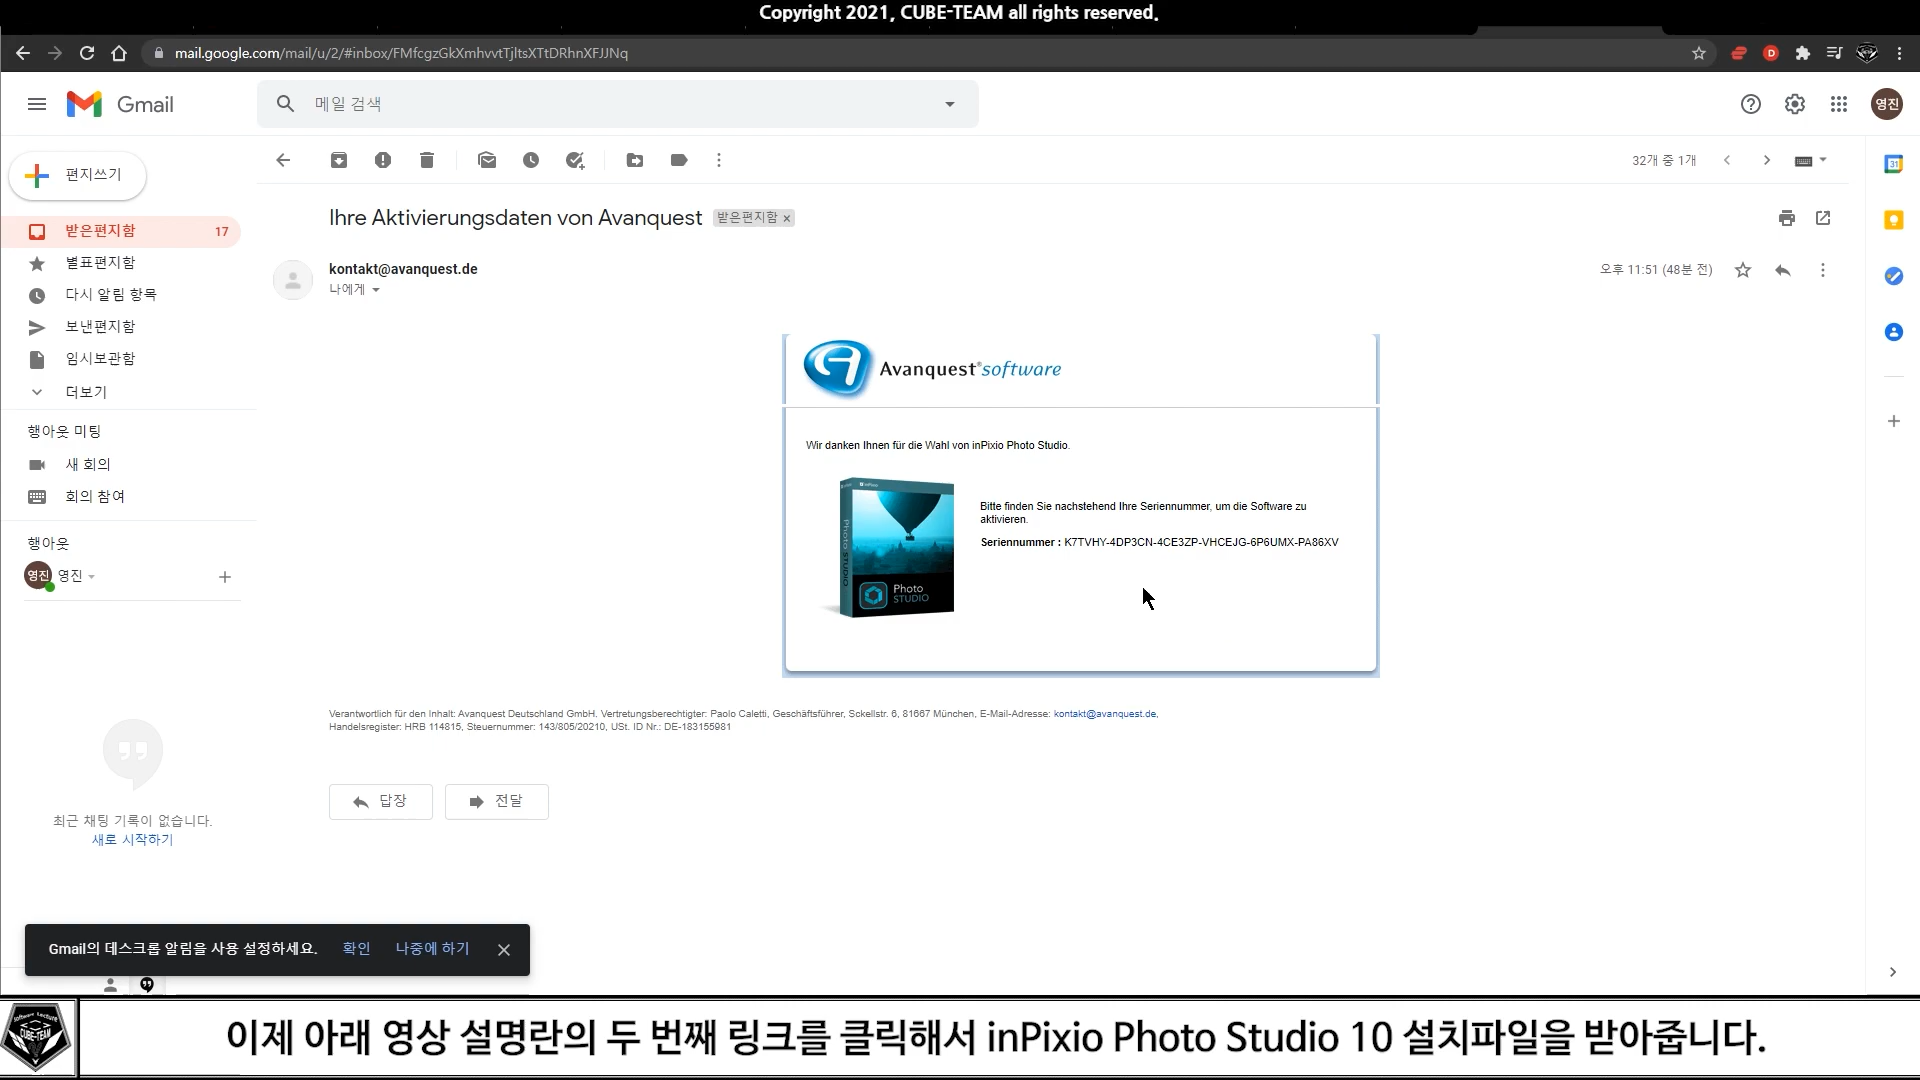 Copyright 2021, CUBE-TEAM all rights reserved.
mail.google.com/mail/u/2/#inbox/FMfcgzGkXmhvvtTjltsXTtDRhnXFJJNq
Gmail
메일 검색
영진
편지쓰기
32개 중 1개
31
받은편지함 17
별표편지함
다시 알림 항목
보낸편지함
임시보관함
더보기
행아웃 미팅
새 회의
회의 참여
행아웃
영진 영진
최근 채팅 기록이 없습니다.
새로 시작하기
Ihre Aktivierungsdaten von Avanquest 받은편지함 x
kontakt@avanquest.de
나에게
오후 11:51 (48분 전)
Avanquest®software
Wir danken Ihnen für die Wahl von inPixio Photo Studio.
inPixio
Photo STUDIO
Photo
STUDIO
Bitte finden Sie nachstehend Ihre Seriennummer, um die Software zu
aktivieren.
Seriennummer : K7TVHY-4DP3CN-4CE3ZP-VHCEJG-6P6UMX-PA86XV
Verantwortlich für den Inhalt: Avanquest Deutschland GmbH. Vertretungsberechtigter: Paolo Caletti, Geschäftsführer, Sckellstr. 6, 81667 München, E-Mail-Adresse: kontakt@avanquest.de,
Handelsregister: HRB 114815, Steuernummer: 143/805/20210, USt. ID Nr.: DE-183155981
답장
전달
Gmail의 데스크톱 알림을 사용 설정하세요. 확인 나중에 하기
Software Lecture
CUBE-TEAM
이제 아래 영상 설명란의 두 번째 링크를 클릭해서 inPixio Photo Studio 10 설치파일을 받아줍니다.